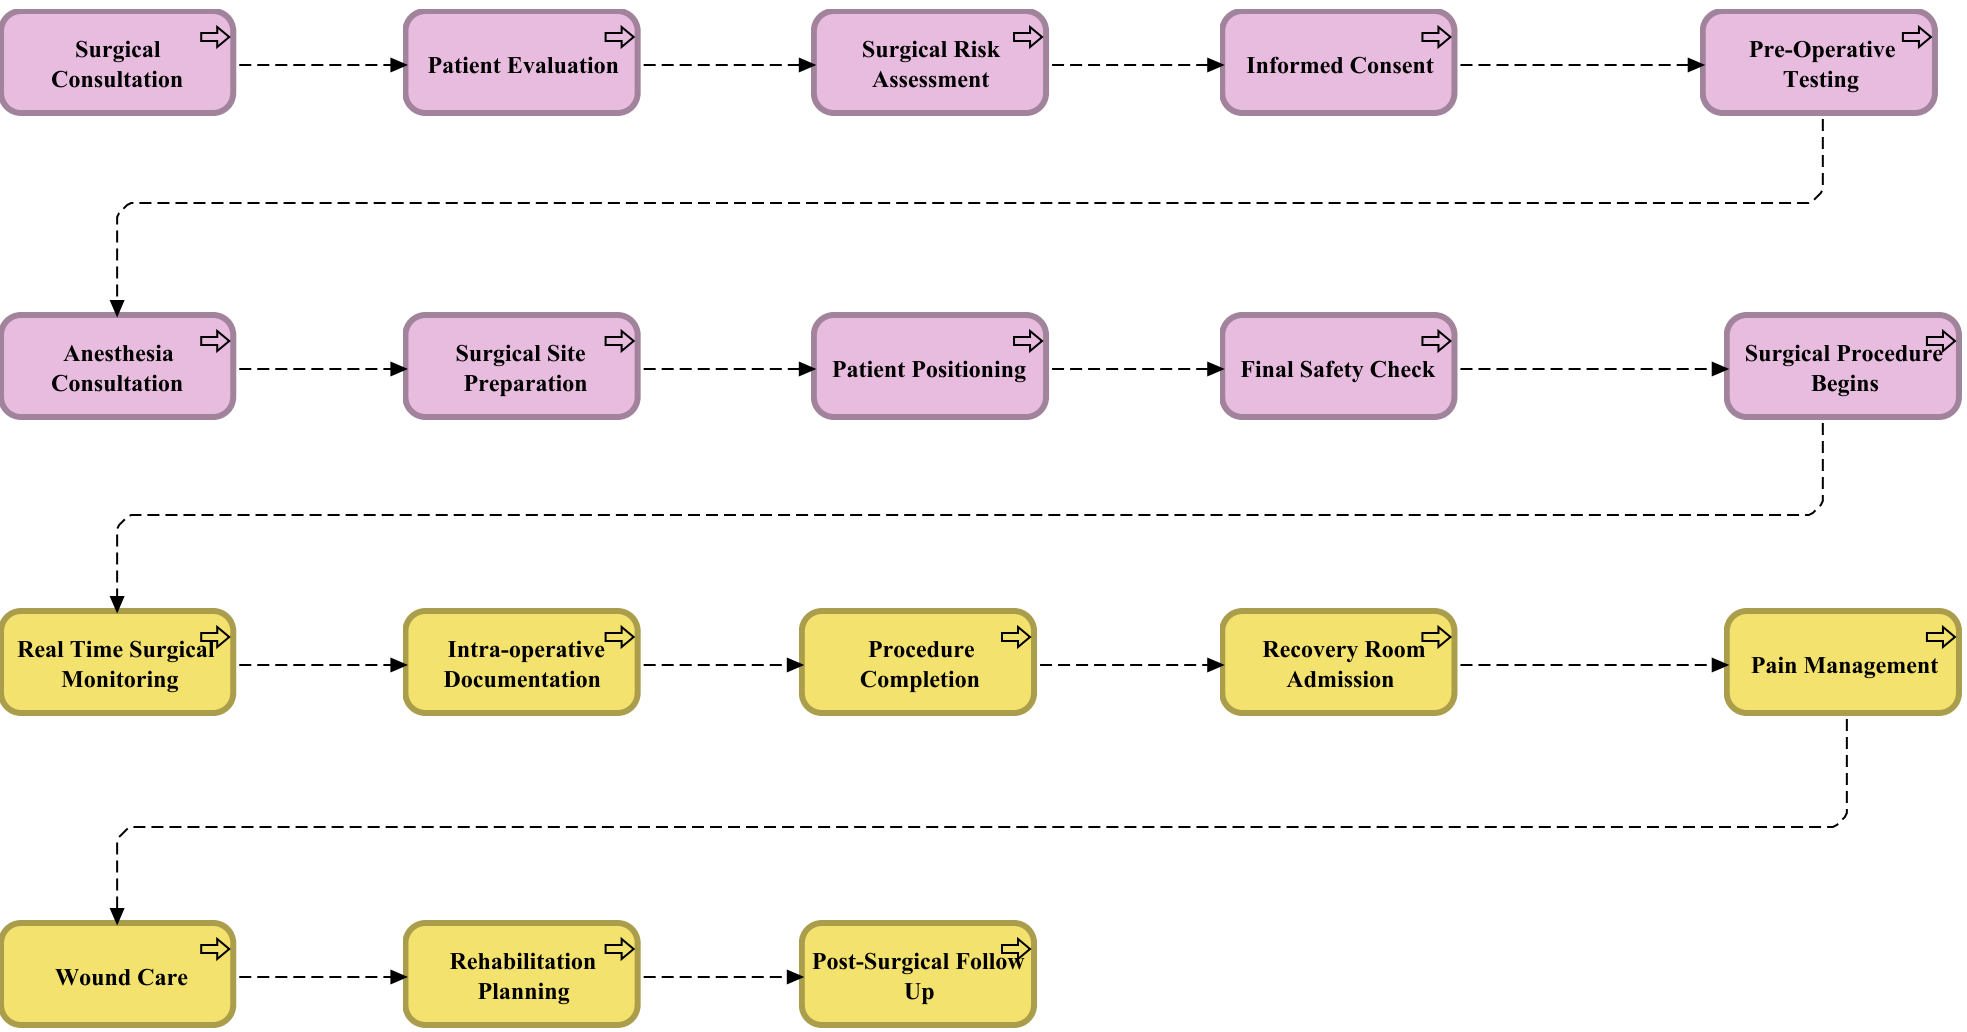 Surgical
Consultation
Patient Evaluation
Surgical Risk
Assessment
Informed Consent
Pre-Operative
Testing
Anesthesia
Consultation
Surgical Site
Preparation
Patient Positioning
Final Safety Check
Surgical Procedure
Begins
Real Time Surgical
Monitoring
Intra-operative
Documentation
Procedure
Completion
Recovery Room
Admission
Pain Management
Wound Care
Rehabilitation
Planning
Post-Surgical Follow
Up